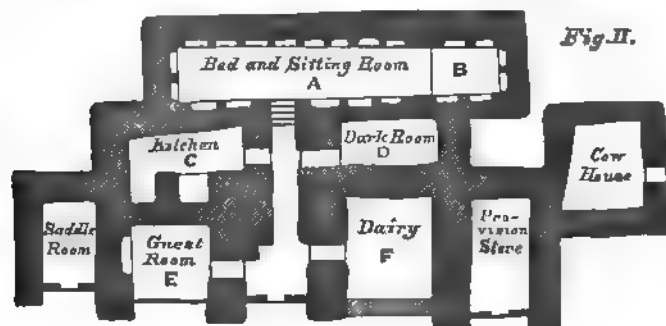 Fig. II.
Bed and Sitting Room
A
B
Kitchen
C
Dark Room
D
Cow
House
Saddle
Room
Guest
Room
E
Dairy
F
Pro-
vision
Store